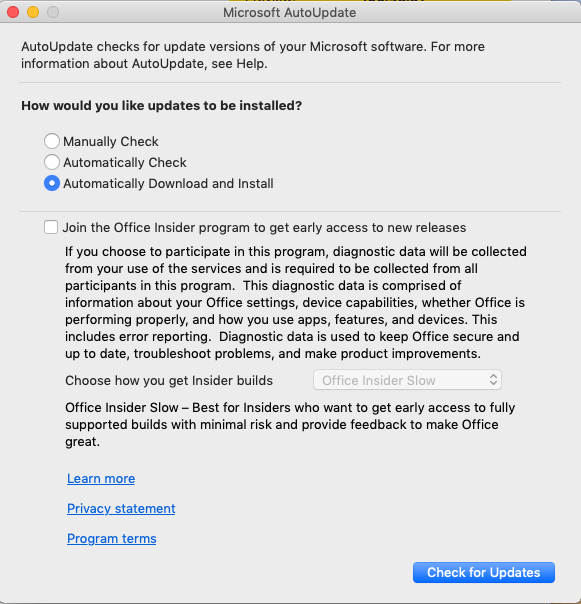 Microsoft AutoUpdate
AutoUpdate checks for update versions of your Microsoft software. For more
information about AutoUpdate, see Help.
How would you like updates to be installed?
Manually Check
Automatically Check
Automatically Download and Install
Join the Office Insider program to get early access to new releases
If you choose to participate in this program, diagnostic data will be collected
from your use of the services and is required to be collected from all
participants in this program.  This diagnostic data is comprised of
information about your Office settings, device capabilities, whether Office is
performing properly, and how you use apps, features, and devices. This
includes error reporting.  Diagnostic data is used to keep Office secure and
up to date, troubleshoot problems, and make product improvements.
Choose how you get Insider builds Office Insider Slow
Office Insider Slow – Best for Insiders who want to get early access to fully
supported builds with minimal risk and provide feedback to make Office
great.
Learn more
Privacy statement
Program terms
Check for Updates